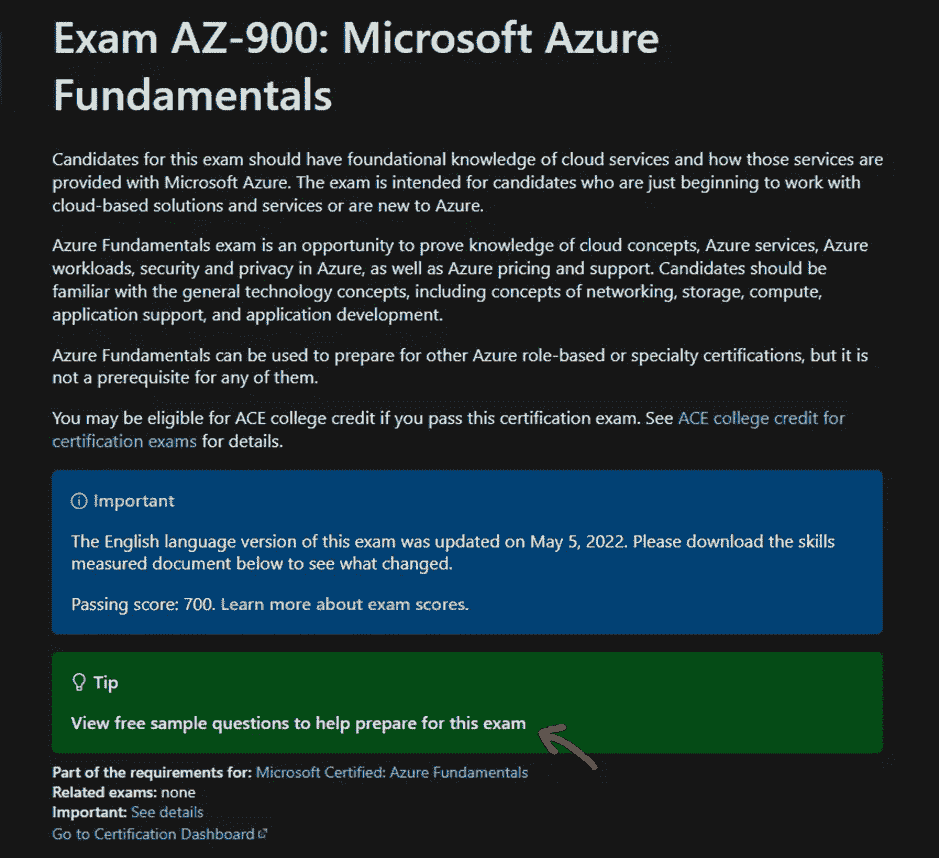 Exam AZ-900: Microsoft Azure
Fundamentals
Candidates for this exam should have foundational knowledge of cloud services and how those services are
provided with Microsoft Azure. The exam is intended for candidates who are just beginning to work with
cloud-based solutions and services or are new to Azure.
Azure Fundamentals exam is an opportunity to prove knowledge of cloud concepts, Azure services, Azure
workloads, security and privacy in Azure, as well as Azure pricing and support. Candidates should be
familiar with the general technology concepts, including concepts of networking, storage, compute,
application support, and application development.
Azure Fundamentals can be used to prepare for other Azure role-based or specialty certifications, but it is
not a prerequisite for any of them.
You may be eligible for ACE college credit if you pass this certification exam. See ACE college credit for
certification exams for details.
Important
The English language version of this exam was updated on May 5, 2022. Please download the skills
measured document below to see what changed.
Passing score: 700. Learn more about exam scores.
Tip
View free sample questions to help prepare for this exam
Part of the requirements for: Microsoft Certified: Azure Fundamentals
Related exams: none
Important: See details
Go to Certification Dashboard